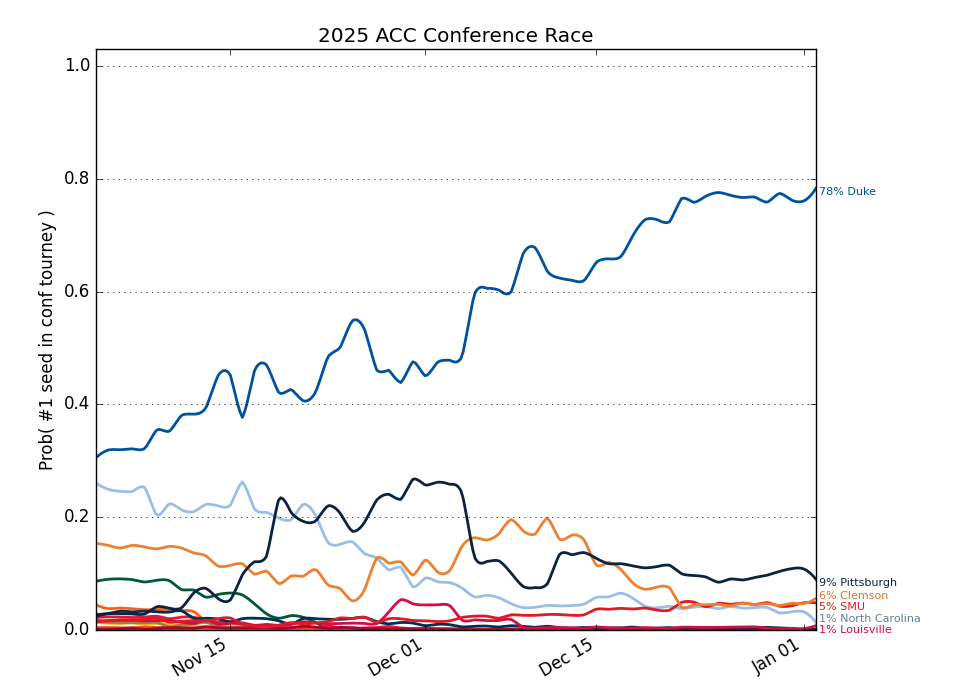 2025 ACC Conference Race
Prob( #1 seed in conf tourney )
1.0
0.8
0.6
0.4
0.2
0.0
Nov 15
Dec 01
Dec 15
Jan 01
78% Duke
9% Pittsburgh
6% Clemson
5% SMU
1% North Carolina
1% Louisville